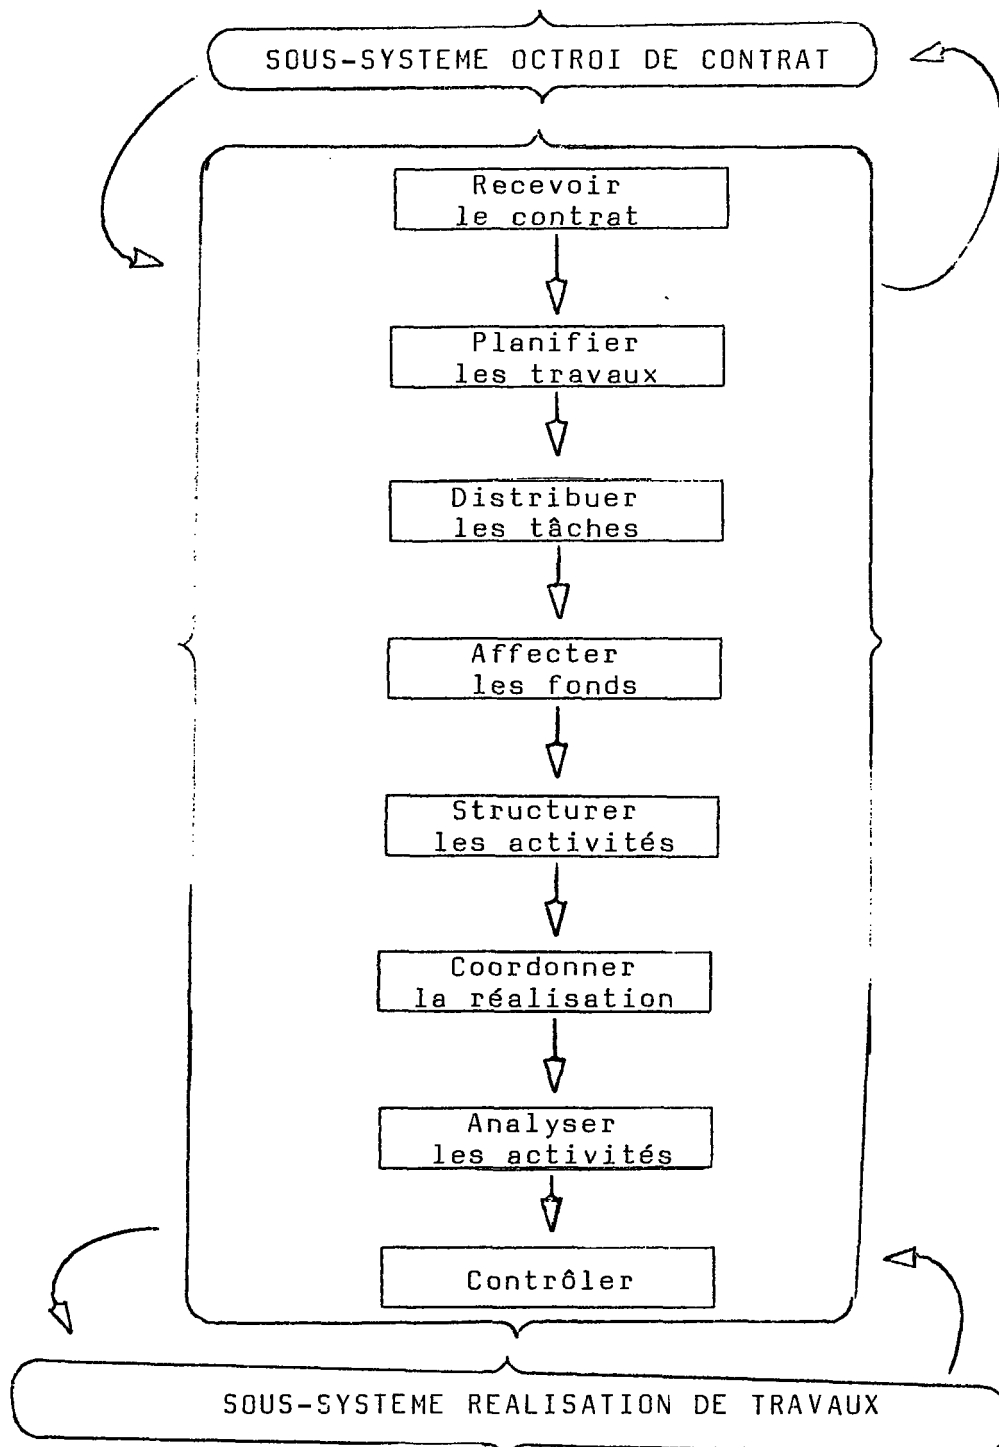 SOUS-SYSTEME OCTROI DE CONTRAT
Recevoir
le contrat
Planifier
les travaux
Distribuer
les tâches
Affecter
les fonds
Structurer
les activités
Coordonner
la réalisation
Analyser
les activités
Contrôler
SOUS-SYSTEME REALISATION DE TRAVAUX